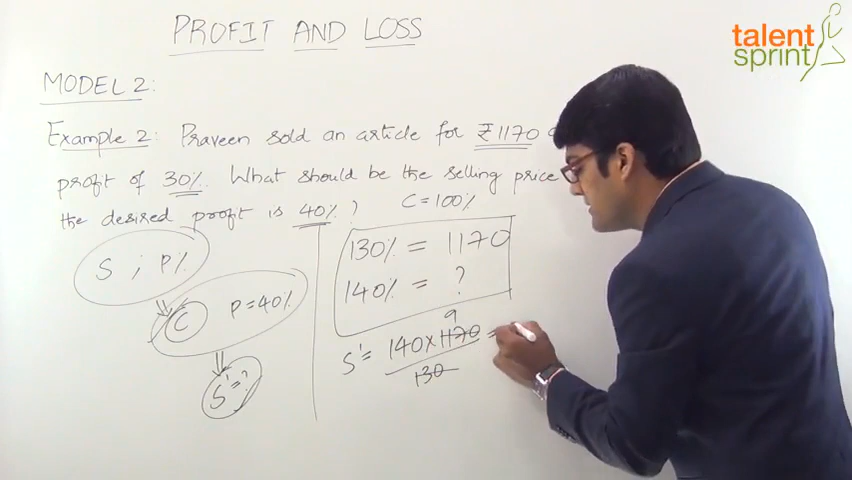 PROFIT AND LOSS
talent
sprint
MODEL 2:
Example 2: Praveen sold an article for ₹1170
profit of 30%. What should be the selling price
the desired profit is 40%?
C = 100%
S ; P%
C P = 40%
S' = ?
130% = 1170
140% = ?
9
S' = 140 × 1170 =
130